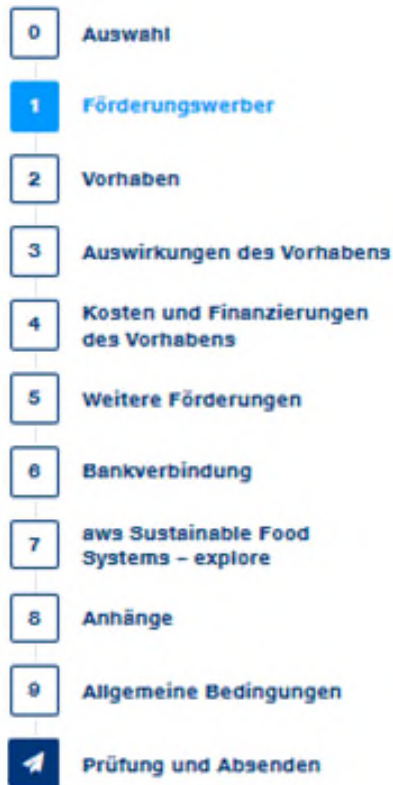 0 Auswahl
1 Förderungswerber
2 Vorhaben
3 Auswirkungen des Vorhabens
4 Kosten und Finanzierungen
des Vorhabens
5 Weitere Förderungen
6 Bankverbindung
7 aws Sustainable Food
Systems – explore
8 Anhänge
9 Allgemeine Bedingungen
Prüfung und Absenden